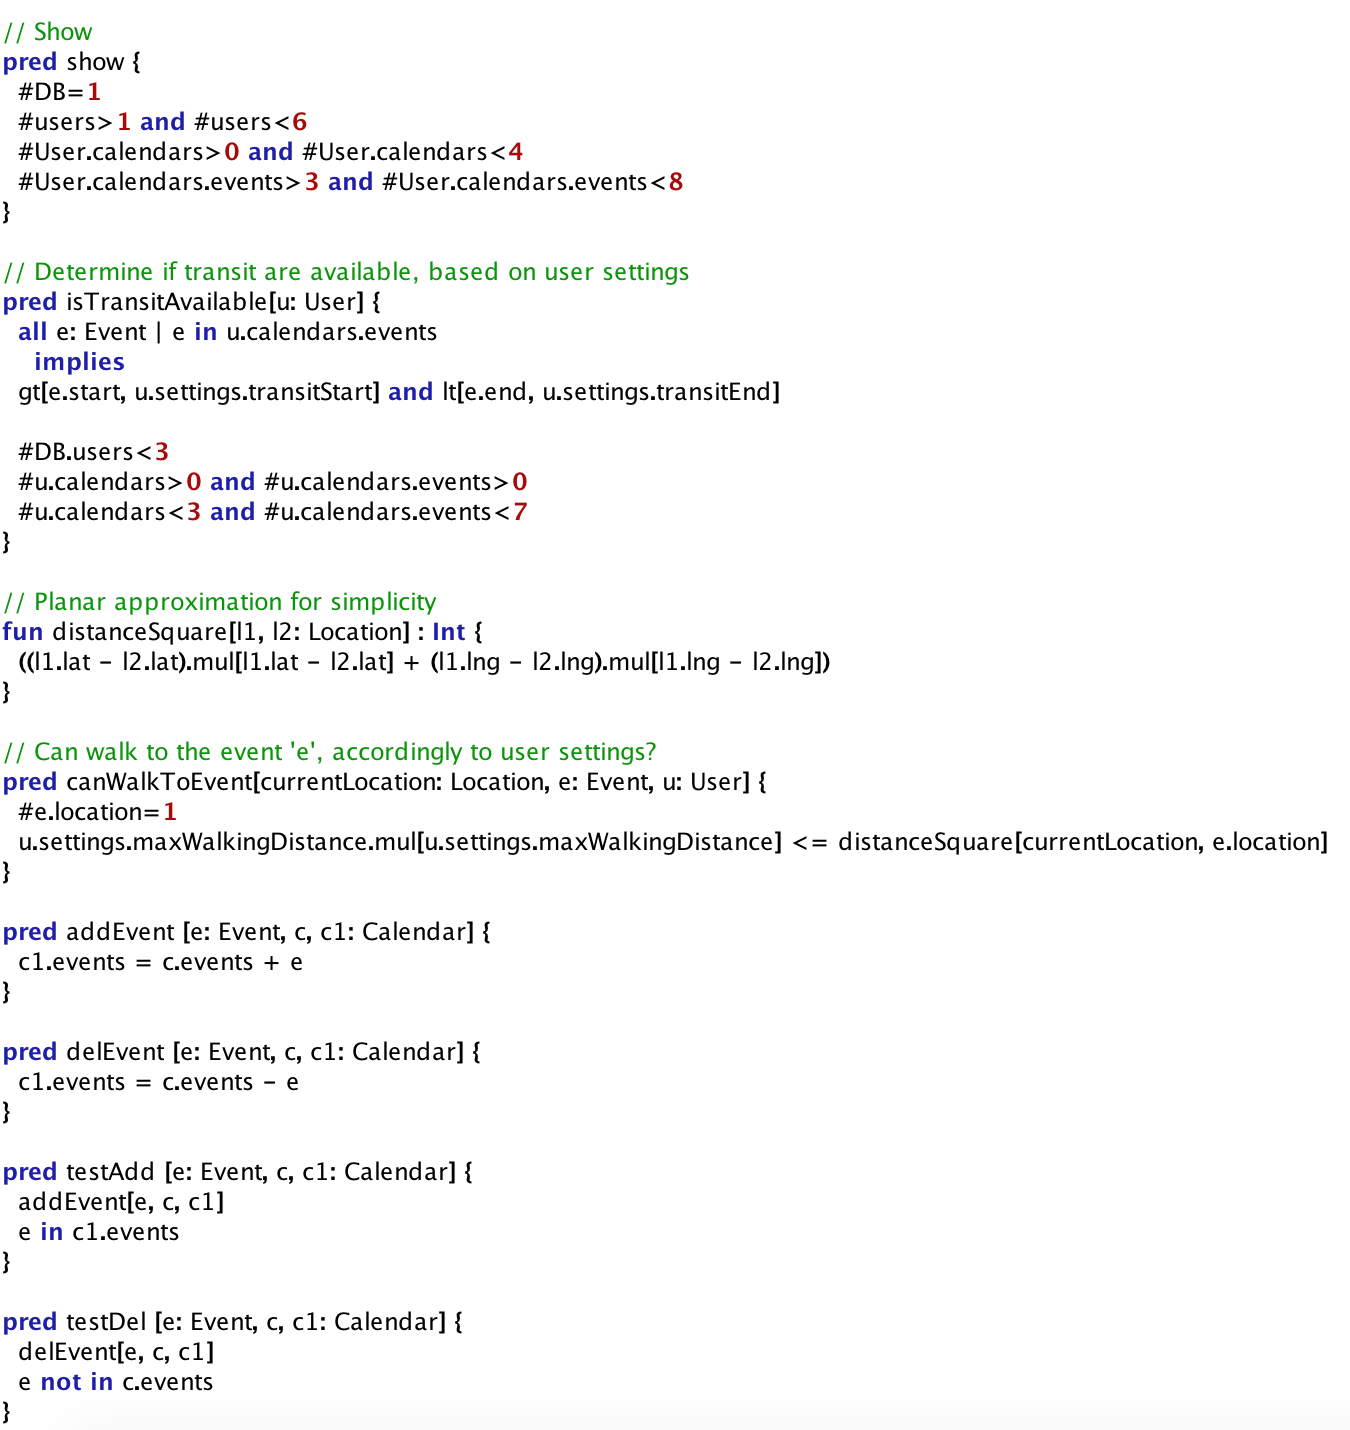 // Show
pred show {
#DB=1
#users>1 and #users<6
#User.calendars>0 and #User.calendars<4
#User.calendars.events>3 and #User.calendars.events<8
}
// Determine if transit are available, based on user settings
pred isTransitAvailable[u: User] {
all e: Event | e in u.calendars.events
implies
gt[e.start, u.settings.transitStart] and lt[e.end, u.settings.transitEnd]
#DB.users<3
#u.calendars>0 and #u.calendars.events>0
#u.calendars<3 and #u.calendars.events<7
}
// Planar approximation for simplicity
fun distanceSquare[l1, l2: Location] : Int {
((l1.lat - l2.lat).mul[l1.lat - l2.lat] + (l1.lng - l2.lng).mul[l1.lng - l2.lng])
}
// Can walk to the event 'e', accordingly to user settings?
pred canWalkToEvent[currentLocation: Location, e: Event, u: User] {
#e.location=1
u.settings.maxWalkingDistance.mul[u.settings.maxWalkingDistance] <= distanceSquare[currentLocation, e.location]
}
pred addEvent [e: Event, c, c1: Calendar] {
c1.events = c.events + e
}
pred delEvent [e: Event, c, c1: Calendar] {
c1.events = c.events - e
}
pred testAdd [e: Event, c, c1: Calendar] {
addEvent[e, c, c1]
e in c1.events
}
pred testDel [e: Event, c, c1: Calendar] {
delEvent[e, c, c1]
e not in c.events
}